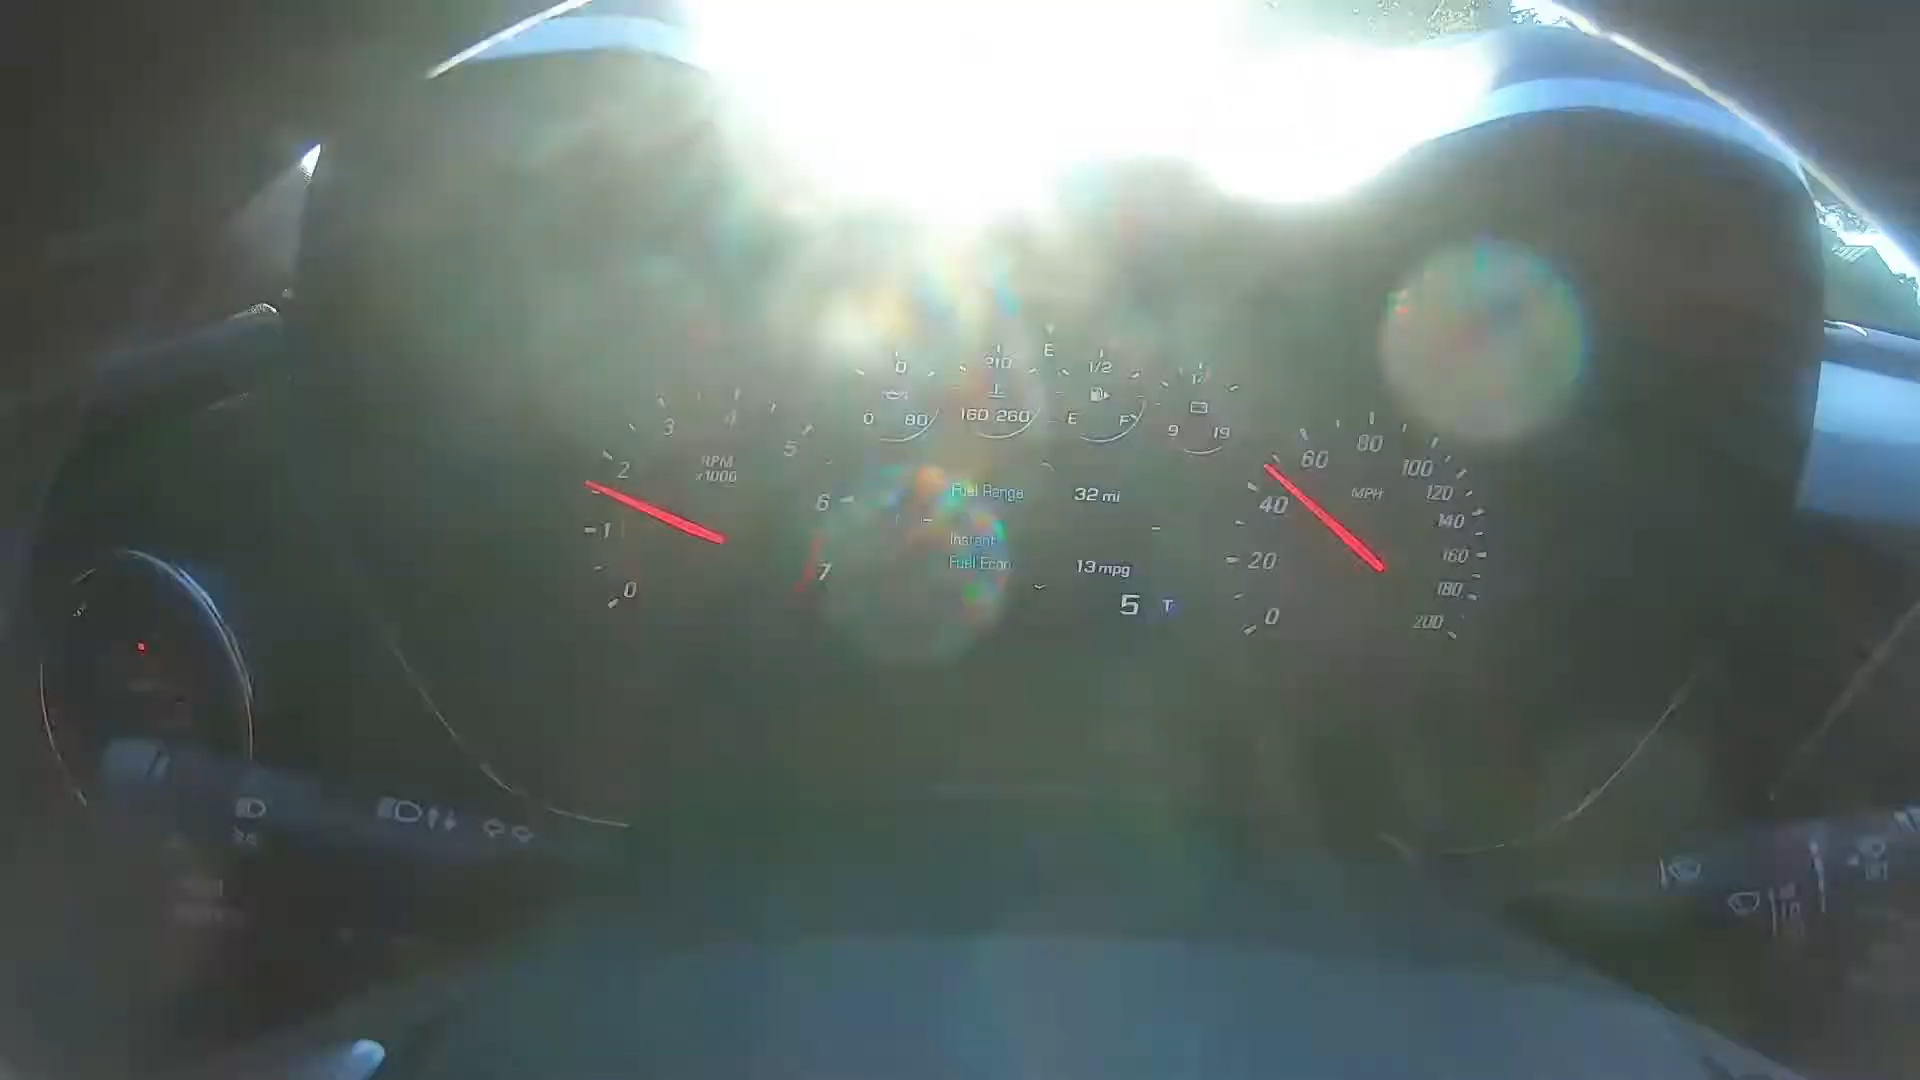 E
0
210
1/2
0 80
160 260
E F
9 19
0 1 2 3 4 5 6 7
RPM
x1000
Fuel Range 32 mi
Instant
Fuel Econ 13 mpg
5 T
0 20 40 60 80 100 120 140 160 180 200
MPH